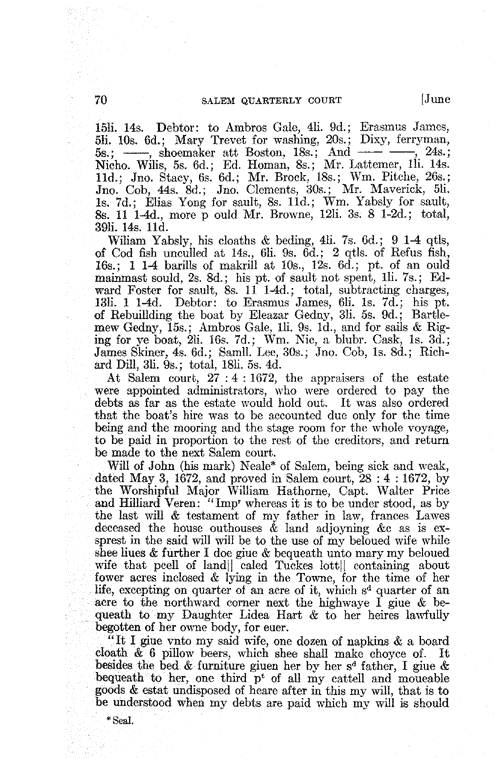 70 SALEM QUARTERLY COURT [June
15li. 14s. Debtor: to Ambros Gale, 4li. 9d.; Erasmus James,
5li. 10s. 6d.; Mary Trevet for washing, 20s.; Dixy, ferryman,
5s.; ——, shoemaker att Boston, 18s.; And —— ——, 24s.;
Nicho. Wilis, 5s. 6d.; Ed. Homan, 8s.; Mr. Lattemer, 1li. 14s.
11d.; Jno. Stacy, 6s. 6d.; Mr. Brock, 18s.; Wm. Pitche, 26s.;
Jno. Cob, 44s. 8d.; Jno. Clements, 30s.; Mr. Maverick, 5li.
1s. 7d.; Elias Yong for sault, 8s. 11d.; Wm. Yabsly for sault,
8s. 11 1-4d., more p ould Mr. Browne, 12li. 3s. 8 1-2d.; total,
39li. 14s. 11d.
Wiliam Yabsly, his cloaths & beding, 4li. 7s. 6d.; 9 1-4 qtls,
of Cod fish unculled at 14s., 6li. 9s. 6d.; 2 qtls. of Refus fish,
16s.; 1 1-4 barills of makrill at 10s., 12s. 6d.; pt. of an ould
mainmast sould, 2s. 8d.; his pt. of sault not spent, 1li. 7s.; Ed-
ward Foster for sault, 8s. 11 1-4d.; total, subtracting charges,
13li. 1 1-4d. Debtor: to Erasmus James, 6li. 1s. 7d.; his pt.
of Rebuillding the boat by Eleazar Gedny, 3li. 5s. 9d.; Bartle-
mew Gedny, 15s.; Ambros Gale, 1li. 9s. 1d., and for sails & Rig-
ing for ye boat, 2li. 16s. 7d.; Wm. Nic, a blubr. Cask, 1s. 3d.;
James Skiner, 4s. 6d.; Samll. Lee, 30s.; Jno. Cob, 1s. 8d.; Rich-
ard Dill, 3li. 9s.; total, 18li. 5s. 4d.
At Salem court, 27 : 4 : 1672, the appraisers of the estate
were appointed administrators, who were ordered to pay the
debts as far as the estate would hold out. It was also ordered
that the boat's hire was to be accounted due only for the time
being and the mooring and the stage room for the whole voyage,
to be paid in proportion to the rest of the creditors, and return
be made to the next Salem court.
Will of John (his mark) Neale* of Salem, being sick and weak,
dated May 3, 1672, and proved in Salem court, 28 : 4 : 1672, by
the Worshipful Major William Hathorne, Capt. Walter Price
and Hilliard Veren: "Impʳ whereas it is to be under stood, as by
the last will & testament of my father in law, frances Lawes
deceased the house outhouses & land adjoyning &c as is ex-
sprest in the said will will be to the use of my beloued wife while
shee liues & further I doe giue & bequeath unto mary my beloued
wife that pcell of land|| caled Tuckes lott|| containing about
fower acres inclosed & lying in the Towne, for the time of her
life, excepting on quarter of an acre of it, which sᵈ quarter of an
acre to the northward corner next the highwaye I giue & be-
queath to my Daughter Lidea Hart & to her heires lawfully
begotten of her owne body, for euer.
"It I giue vnto my said wife, one dozen of napkins & a board
cloath & 6 pillow beers, which shee shall make choyce of. It
besides the bed & furniture giuen her by her sᵈ father, I giue &
bequeath to her, one third pᵗ of all my cattell and moueable
goods & estat undisposed of heare after in this my will, that is to
be understood when my debts are paid which my will is should
* Seal.